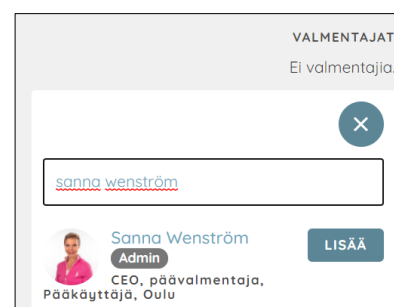 VALMENTAJAT
Ei valmentajia.
sanna wenström
Sanna Wenström
LISÄÄ
Admin
CEO, päävalmentaja,
Pääkäyttäjä, Oulu